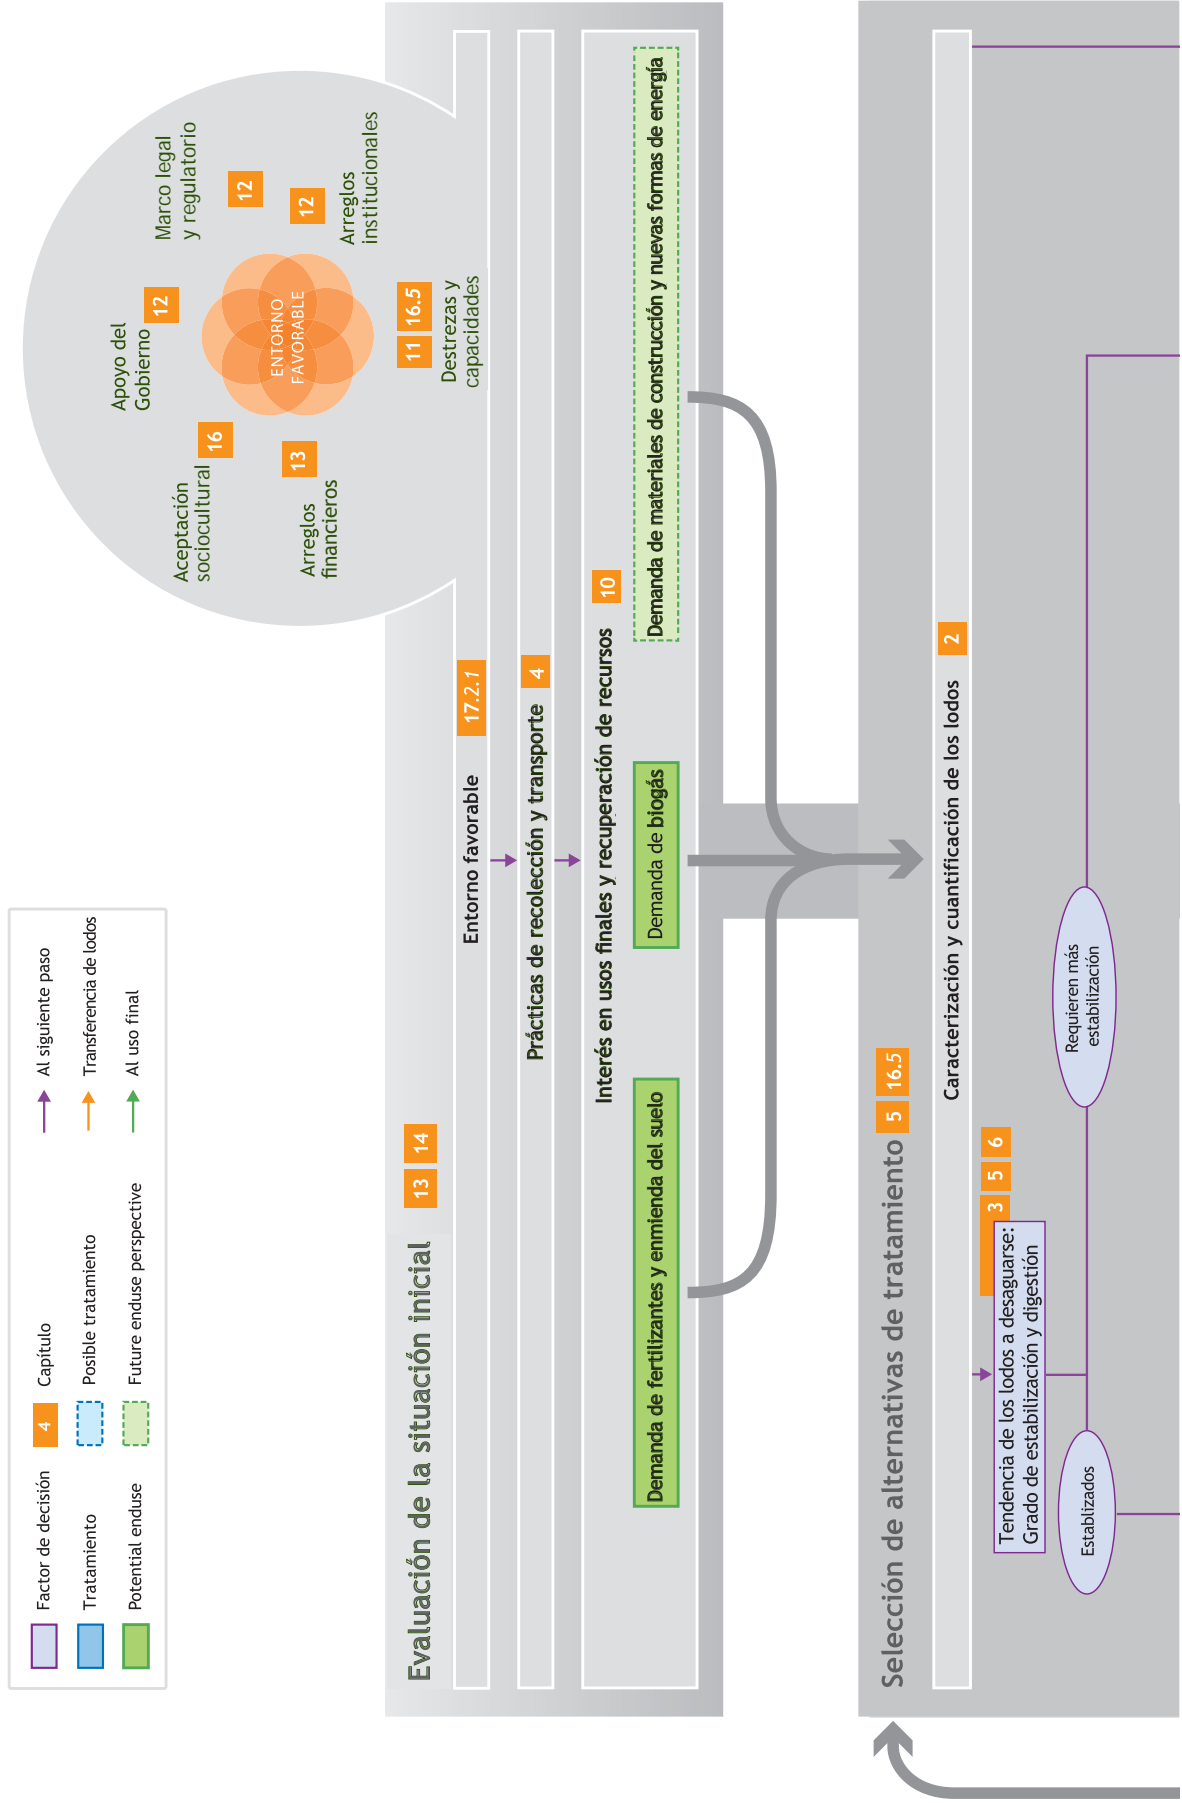 Factor de decisión
Tratamiento
Potential enduse
4
Capítulo
Posible tratamiento
Future enduse perspective
Al siguiente paso
Transferencia de lodos
Al uso final
Apoyo del
Gobierno
12
Marco legal
y regulatorio
12
Aceptación
sociocultural
16
ENTORNO
FAVORABLE
12
Arreglos
institucionales
Arreglos
financieros
13
11 16.5
Destrezas y
capacidades
Evaluación de la situación inicial
13 14
Entorno favorable
17.2.1
Prácticas de recolección y transporte
4
Interés en usos finales y recuperación de recursos
10
Demanda de fertilizantes y enmienda del suelo
Demanda de biogás
Demanda de materiales de construcción y nuevas formas de energía
Selección de alternativas de tratamiento
5 16.5
Caracterización y cuantificación de los lodos
2
3 5 6
Tendencia de los lodos a desaguarse:
Grado de estabilización y digestión
Establizados
Requieren más
estabilización